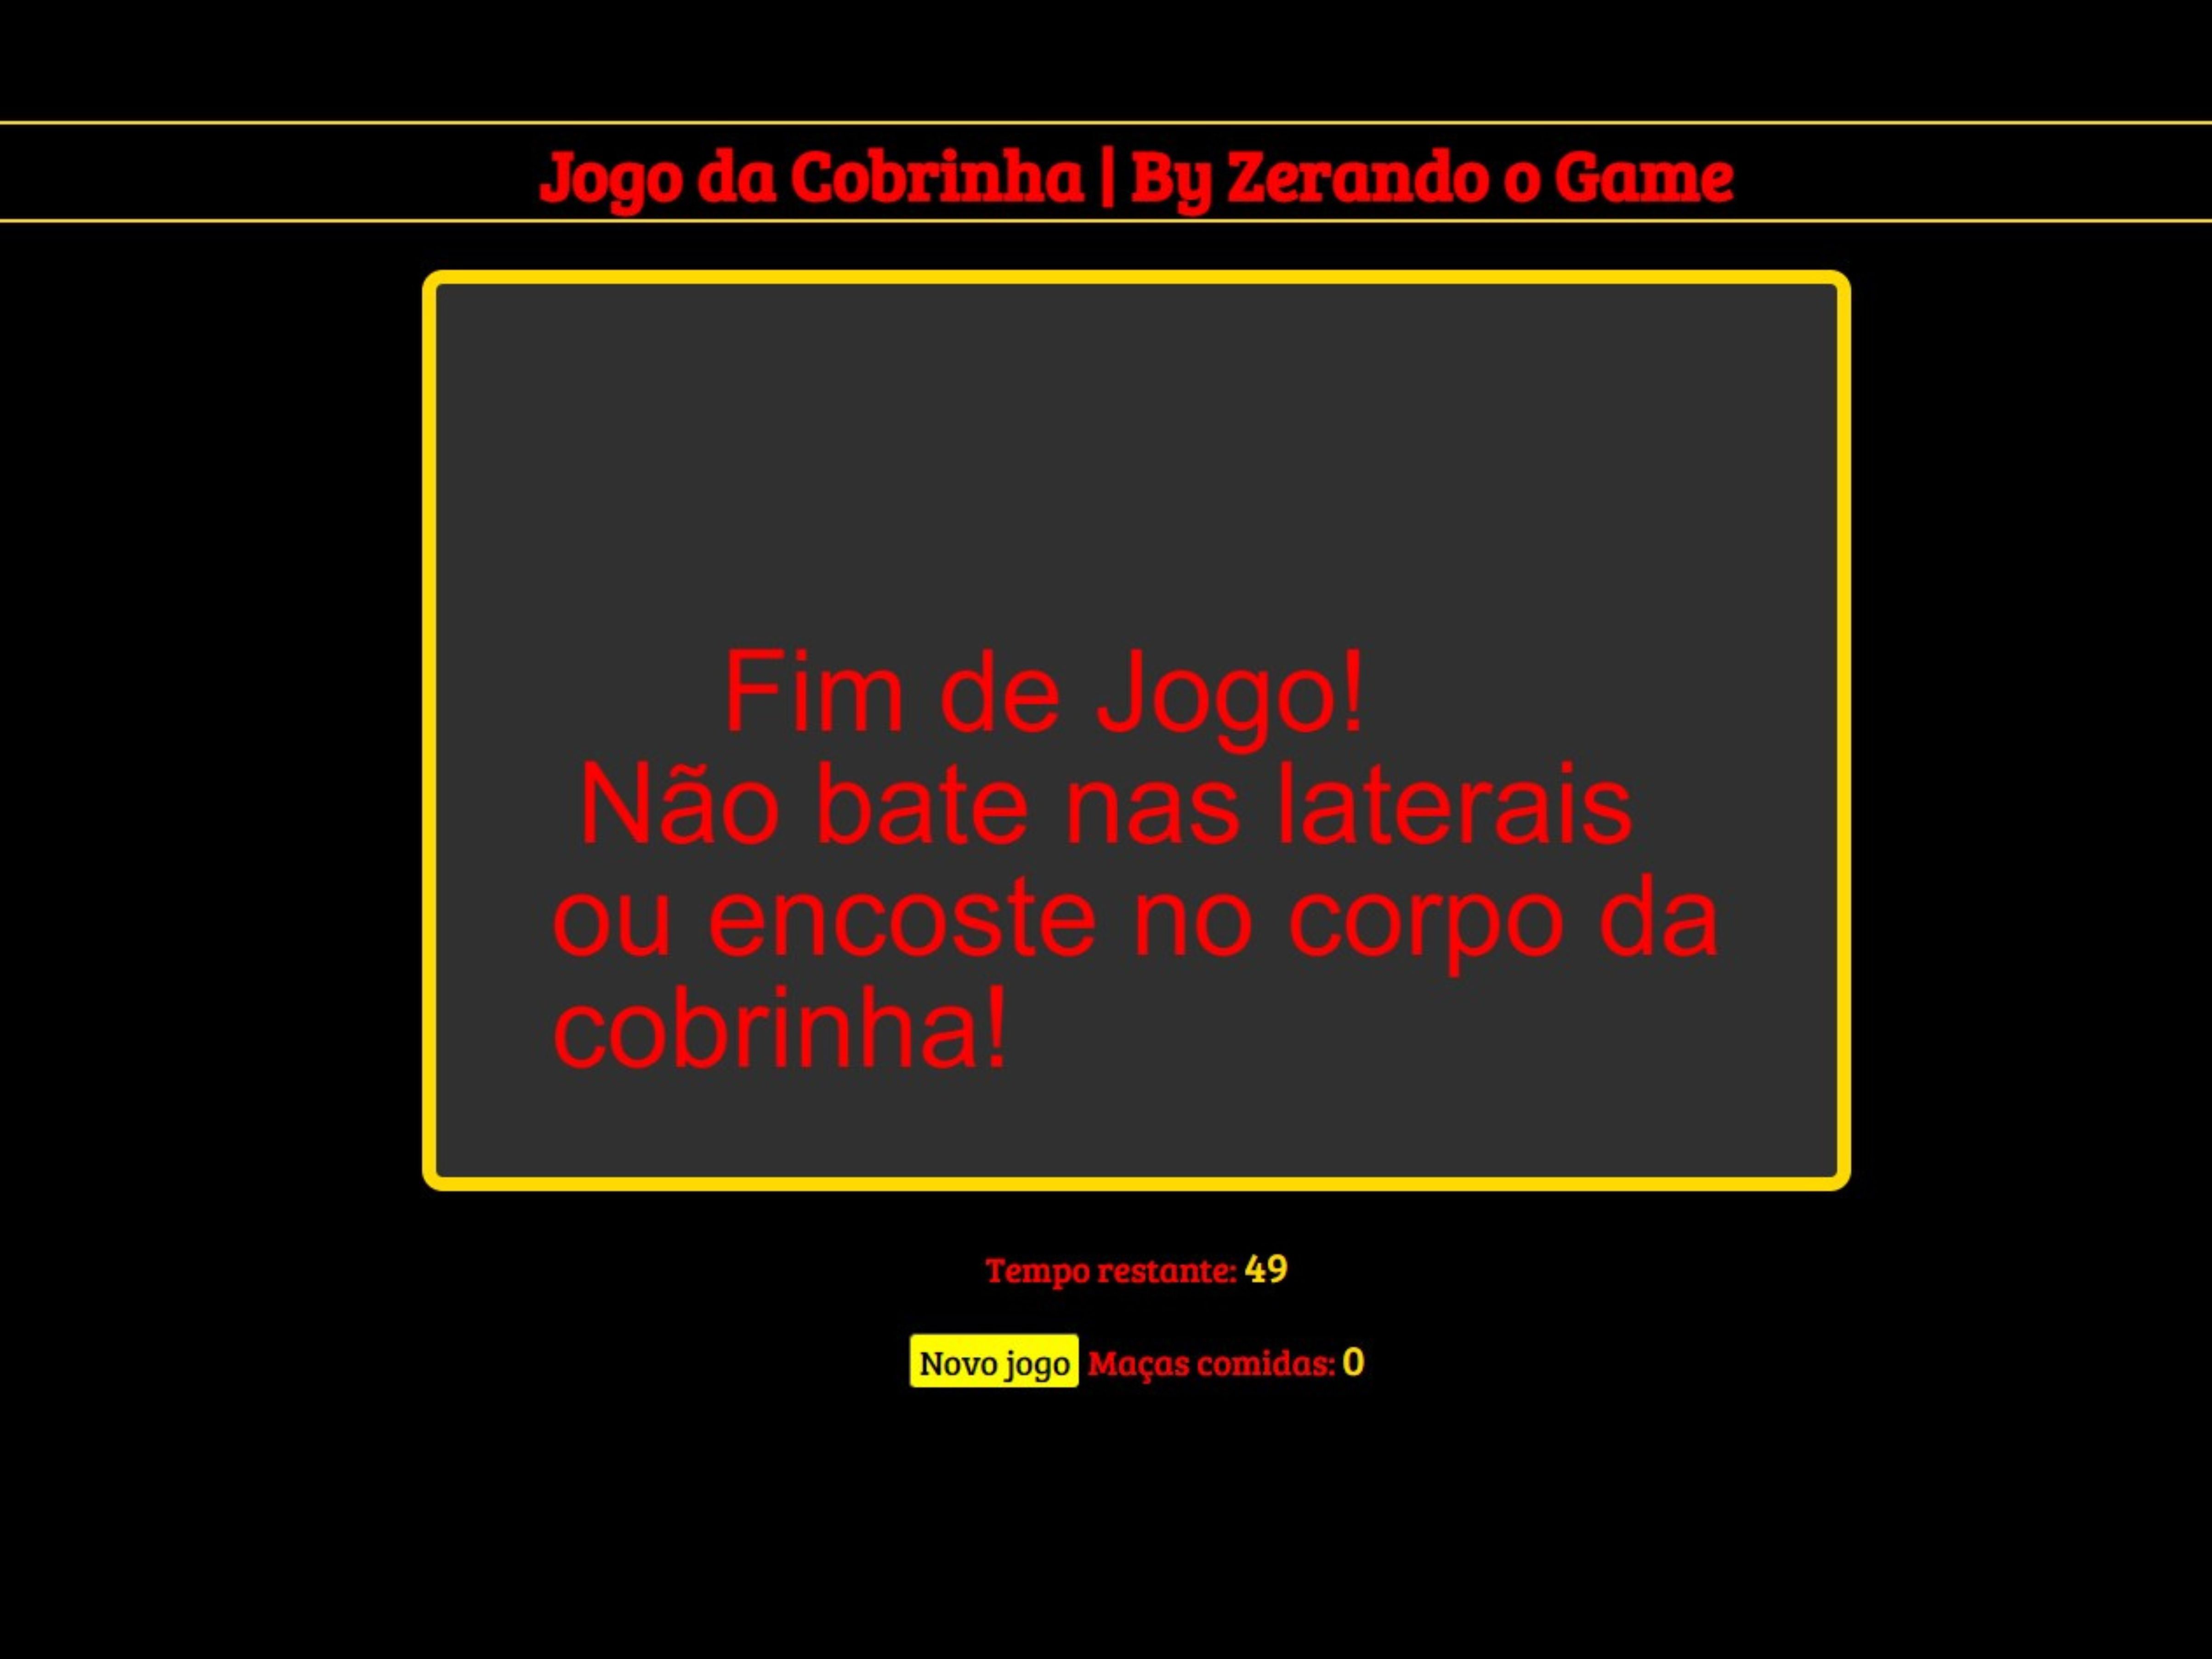 Jogo da Cobrinha | By Zerando o Game
Fim de Jogo!
Não bate nas laterais
ou encoste no corpo da
cobrinha!
Tempo restante: 49
Novo jogo Maças comidas: 0